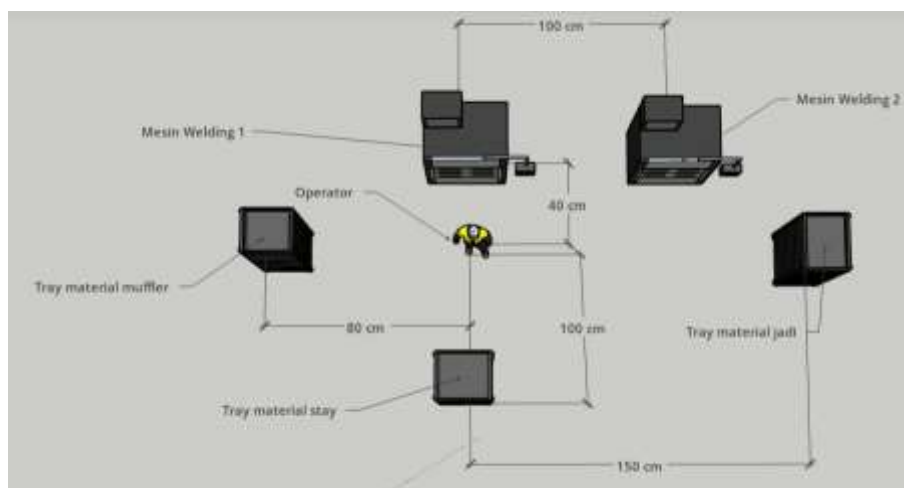 100 cm
Mesin Welding 2
Mesin Welding 1
Operator
40 cm
Tray material muffler
80 cm
100 cm
Tray material jadi
Tray material stay
150 cm